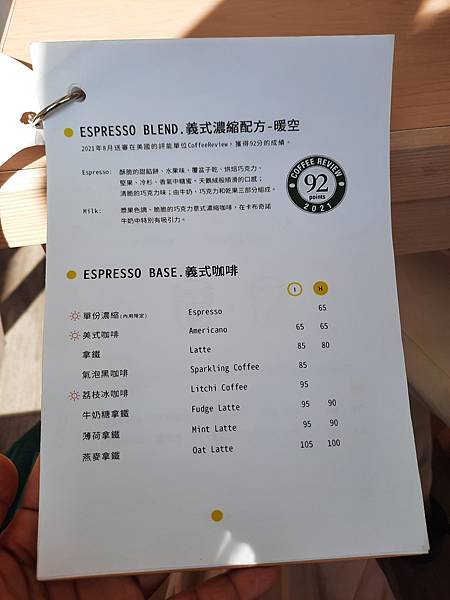 ESPRESSO BLEND.義式濃縮配方-暖空
2021年8月送審在美國的評鑑單位CoffeeReview, 獲得92分的成績。
Espresso: 酥脆的甜餡餅、水果味、覆盆子乾、烘焙巧克力、
堅果、冷杉、香氣中糖蜜。天鵝絨般順滑的口感;
清脆的巧克力味;由牛奶、巧克力和乾果三部分組成。
Milk: 漿果色調、脆脆的巧克力意式濃縮咖啡, 在卡布奇諾
牛奶中特別有吸引力。
COFFEE REVIEW
92
points
2021
ESPRESSO BASE.義式咖啡
I H
單份濃縮(內用限定) Espresso 65
美式咖啡 Americano 65 65
拿鐵 Latte 85 80
氣泡黑咖啡 Sparkling Coffee 85
荔枝冰咖啡 Litchi Coffee 95
牛奶糖拿鐵 Fudge Latte 95 90
薄荷拿鐵 Mint Latte 95 90
燕麥拿鐵 Oat Latte 105 100